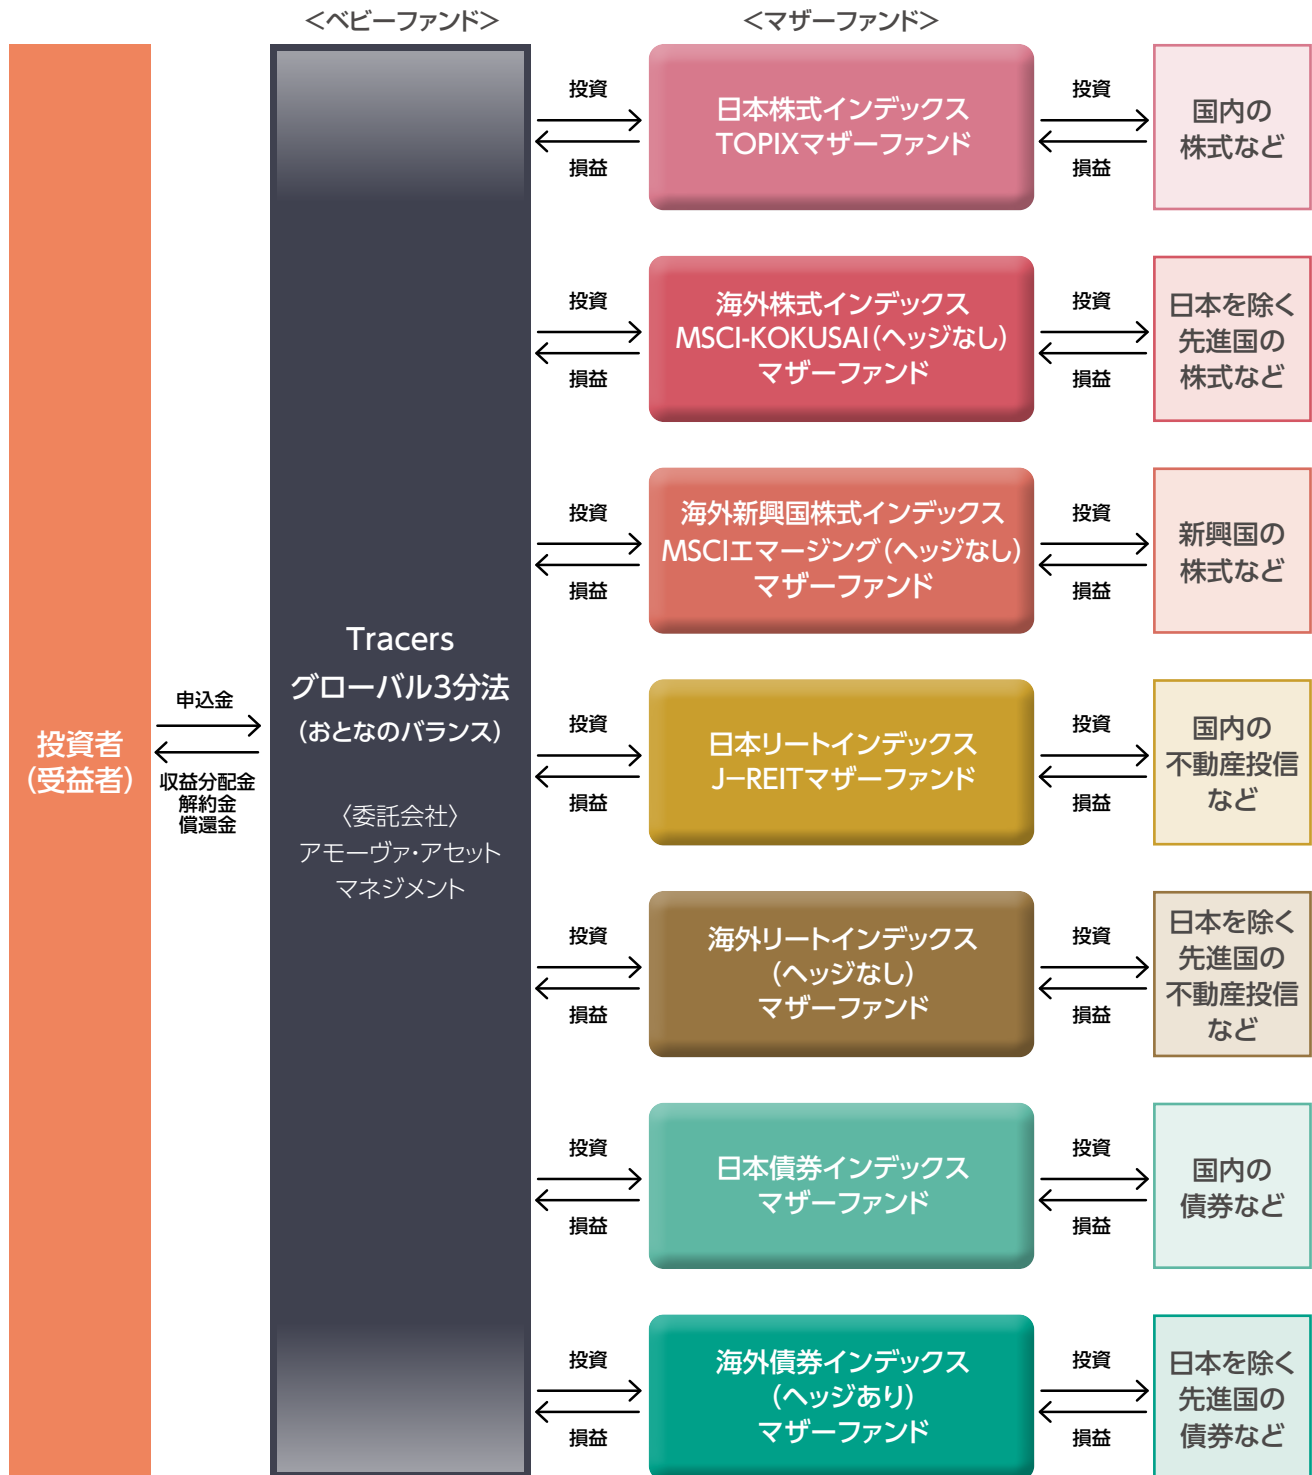 ＜ベビーファンド＞
＜マザーファンド＞
投資者
(受益者)
申込金
収益分配金
解約金
償還金
Tracers
グローバル3分法
(おとなのバランス)
〈委託会社〉
アモーヴァ・アセット
マネジメント
投資
損益
日本株式インデックス
TOPIXマザーファンド
投資
損益
国内の
株式など
投資
損益
海外株式インデックス
MSCI-KOKUSAI(ヘッジなし)
マザーファンド
投資
損益
日本を除く
先進国の
株式など
投資
損益
海外新興国株式インデックス
MSCIエマージング(ヘッジなし)
マザーファンド
投資
損益
新興国の
株式など
投資
損益
日本リートインデックス
J−REITマザーファンド
投資
損益
国内の
不動産投信
など
投資
損益
海外リートインデックス
(ヘッジなし)
マザーファンド
投資
損益
日本を除く
先進国の
不動産投信
など
投資
損益
日本債券インデックス
マザーファンド
投資
損益
国内の
債券など
投資
損益
海外債券インデックス
(ヘッジあり)
マザーファンド
投資
損益
日本を除く
先進国の
債券など